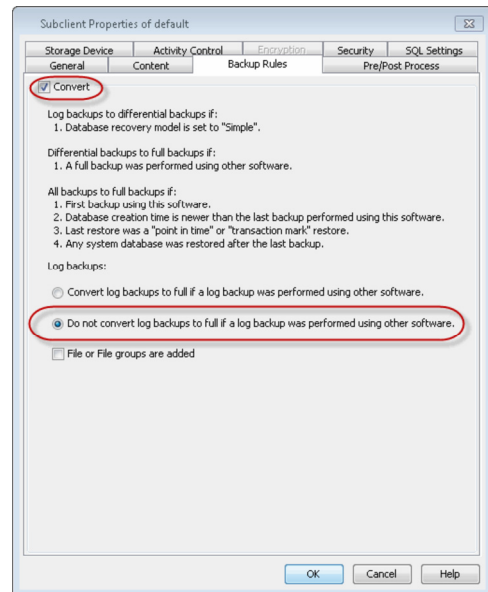 Subclient Properties of default
Storage Device Activity Control Encryption Security SQL Settings
General Content Backup Rules Pre/Post Process
Convert
Log backups to differential backups if:
1. Database recovery model is set to "Simple".
Differential backups to full backups if:
1. A full backup was performed using other software.
All backups to full backups if:
1. First backup using this software.
2. Database creation time is newer than the last backup performed using this software.
3. Last restore was a "point in time" or "transaction mark" restore.
4. Any system database was restored after the last backup.
Log backups:
Convert log backups to full if a log backup was performed using other software.
Do not convert log backups to full if a log backup was performed using other software.
File or File groups are added
OK Cancel Help